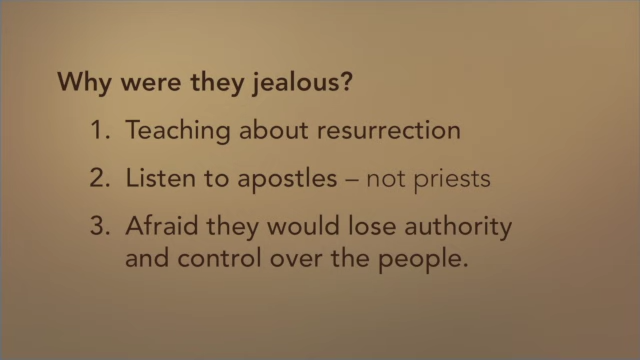 Why were they jealous?
1. Teaching about resurrection
2. Listen to apostles – not priests
3. Afraid they would lose authority
and control over the people.